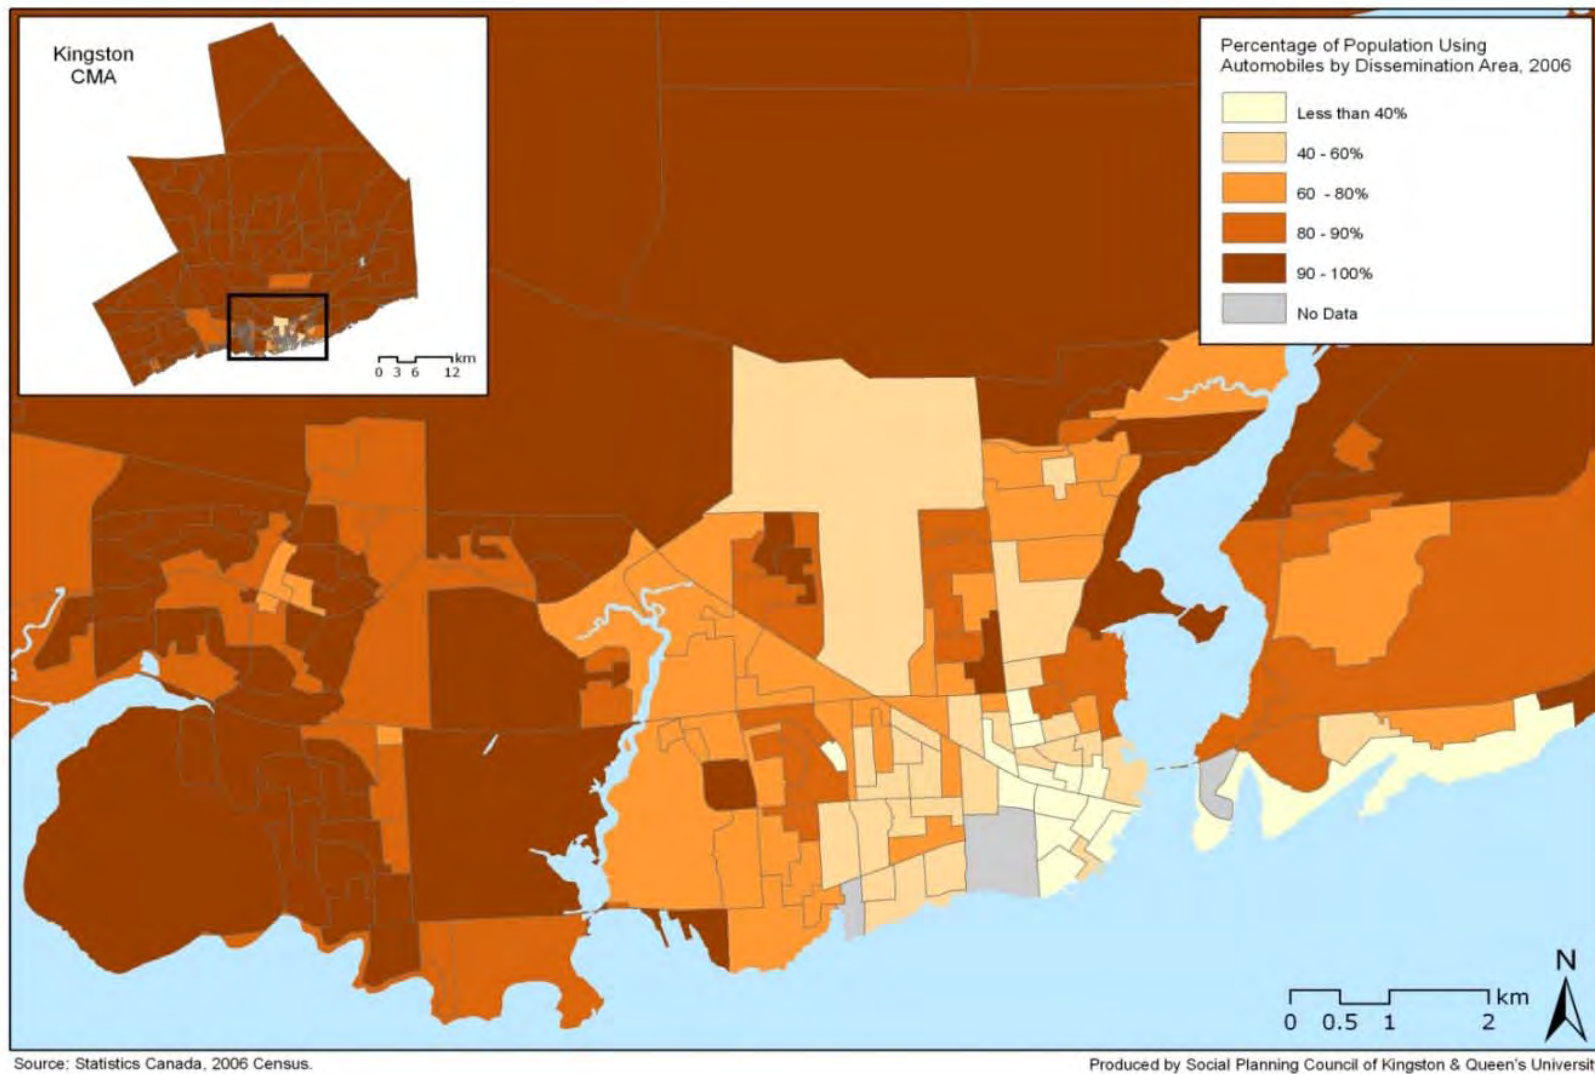 Kingston
CMA
km
0 3 6 12
Percentage of Population Using
Automobiles by Dissemination Area, 2006
Less than 40%
40 - 60%
60 - 80%
80 - 90%
90 - 100%
No Data
N
km
0 0.5 1 2
Source: Statistics Canada, 2006 Census.
Produced by Social Planning Council of Kingston & Queen's Universit